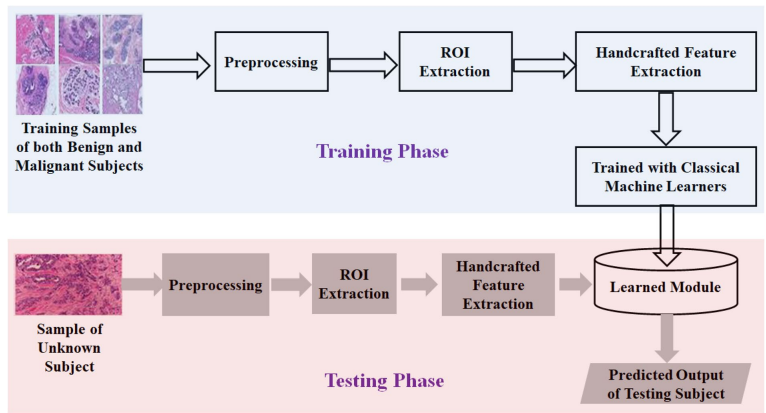 Preprocessing
ROI
Extraction
Handcrafted Feature
Extraction
Training Samples
of both Benign and
Malignant Subjects
Training Phase
Trained with Classical
Machine Learners
Preprocessing
ROI
Extraction
Handcrafted
Feature
Extraction
Learned Module
Sample of
Unknown
Subject
Testing Phase
Predicted Output
of Testing Subject